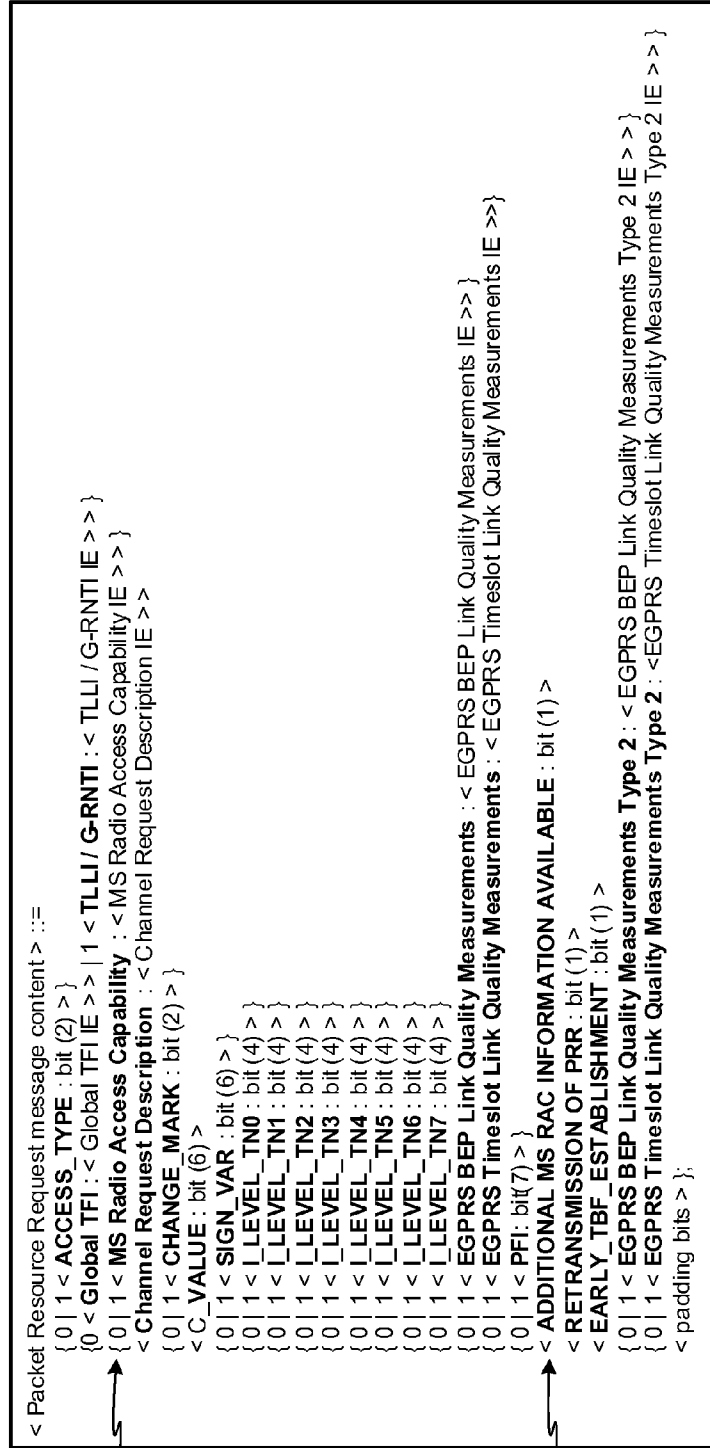 < Packet Resource Request message content > ::=
{ 0 | 1 < ACCESS_TYPE : bit (2) > }
{0 < Global TFI : < Global TFI IE > > | 1 < TLLI / G-RNTI : < TLLI / G-RNTI IE > > }
{ 0 | 1 < MS Radio Access Capability : < MS Radio Access Capability IE > > }
< Channel Request Description : < Channel Request Description IE > >
{ 0 | 1 < CHANGE_MARK : bit (2) > }
< C_VALUE : bit (6) >
{ 0 | 1 < SIGN_VAR : bit (6) > }
{ 0 | 1 < I_LEVEL_TN0 : bit (4) > }
{ 0 | 1 < I_LEVEL_TN1 : bit (4) > }
{ 0 | 1 < I_LEVEL_TN2 : bit (4) > }
{ 0 | 1 < I_LEVEL_TN3 : bit (4) > }
{ 0 | 1 < I_LEVEL_TN4 : bit (4) > }
{ 0 | 1 < I_LEVEL_TN5 : bit (4) > }
{ 0 | 1 < I_LEVEL_TN6 : bit (4) > }
{ 0 | 1 < I_LEVEL_TN7 : bit (4) > }
{ 0 | 1 < EGPRS BEP Link Quality Measurements : < EGPRS BEP Link Quality Measurements IE >> }
{ 0 | 1 < EGPRS Timeslot Link Quality Measurements : < EGPRS Timeslot Link Quality Measurements IE >>}
{ 0 | 1 < PFI: bit(7) > }
< ADDITIONAL MS RAC INFORMATION AVAILABLE : bit (1) >
< RETRANSMISSION OF PRR : bit (1) >
< EARLY_TBF_ESTABLISHMENT : bit (1) >
{ 0 | 1 < EGPRS BEP Link Quality Measurements Type 2 : < EGPRS BEP Link Quality Measurements Type 2 IE > > }
{ 0 | 1 < EGPRS Timeslot Link Quality Measurements Type 2 : <EGPRS Timeslot Link Quality Measurements Type 2 IE > > }
< padding bits > };